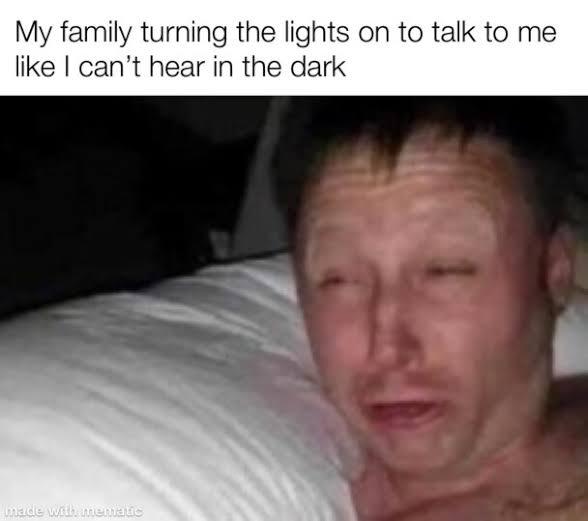 My family turning the lights on to talk to me
like I can’t hear in the dark
made with mematic